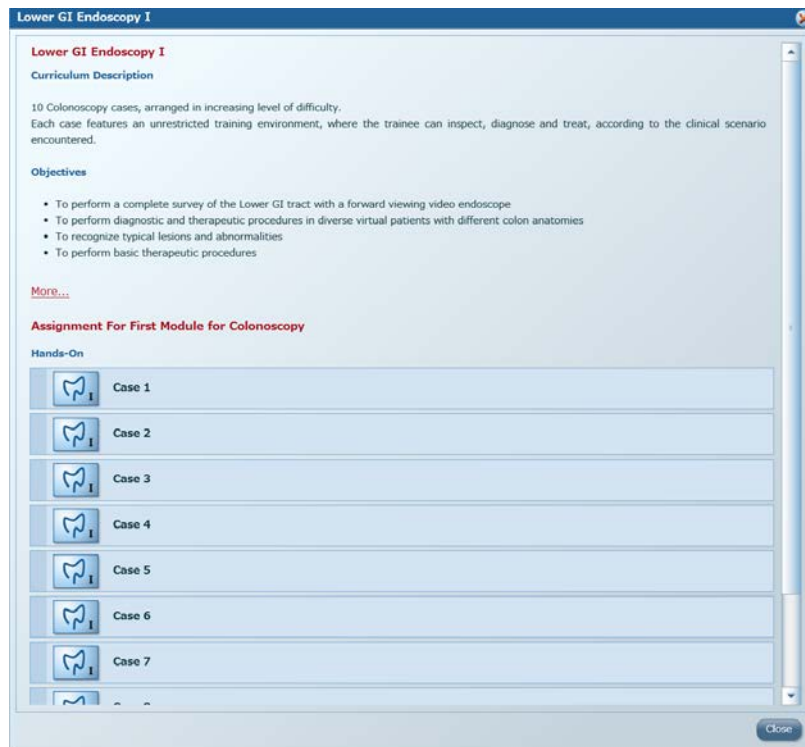 Lower GI Endoscopy I
Lower GI Endoscopy I
Curriculum Description
10 Colonoscopy cases, arranged in increasing level of difficulty.
Each case features an unrestricted training environment, where the trainee can inspect, diagnose and treat, according to the clinical scenario
encountered.
Objectives
• To perform a complete survey of the Lower GI tract with a forward viewing video endoscope
• To perform diagnostic and therapeutic procedures in diverse virtual patients with different colon anatomies
• To recognize typical lesions and abnormalities
• To perform basic therapeutic procedures
More...
Assignment For First Module for Colonoscopy
Hands-On
I Case 1
I Case 2
I Case 3
I Case 4
I Case 5
I Case 6
I Case 7
Close